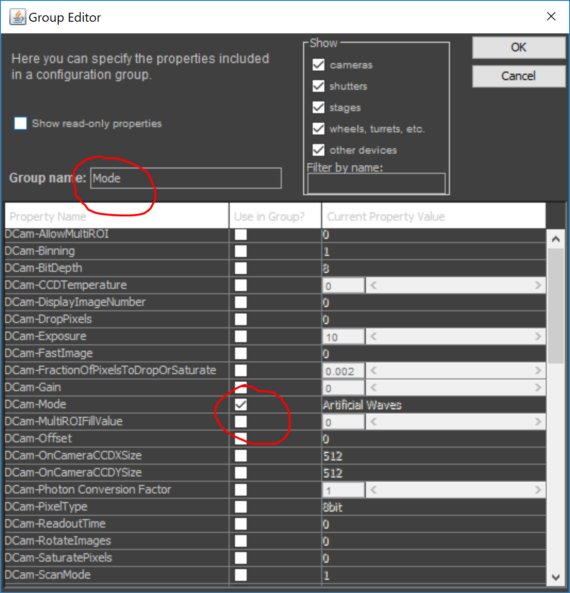 Group Editor
Here you can specify the properties included
in a configuration group.
Show
cameras
shutters
stages
wheels, turrets, etc.
other devices
Filter by name:
OK
Cancel
Show read-only properties
Group name: Mode
Property Name Use in Group? Current Property Value
DCam-AllowMultiROI 0
DCam-Binning 1
DCam-BitDepth 8
DCam-CCDTemperature 0
DCam-DisplayImageNumber 0
DCam-DropPixels 0
DCam-Exposure 10
DCam-FastImage 0
DCam-FractionOfPixelsToDropOrSaturate 0.002
DCam-Gain 0
DCam-Mode Artificial Waves
DCam-MultiROIFillValue 0
DCam-Offset 0
DCam-OnCameraCCDXSize 512
DCam-OnCameraCCDYSize 512
DCam-Photon Conversion Factor 1
DCam-PixelType 8bit
DCam-ReadoutTime 0
DCam-RotateImages 0
DCam-SaturatePixels 0
DCam-ScanMode 1